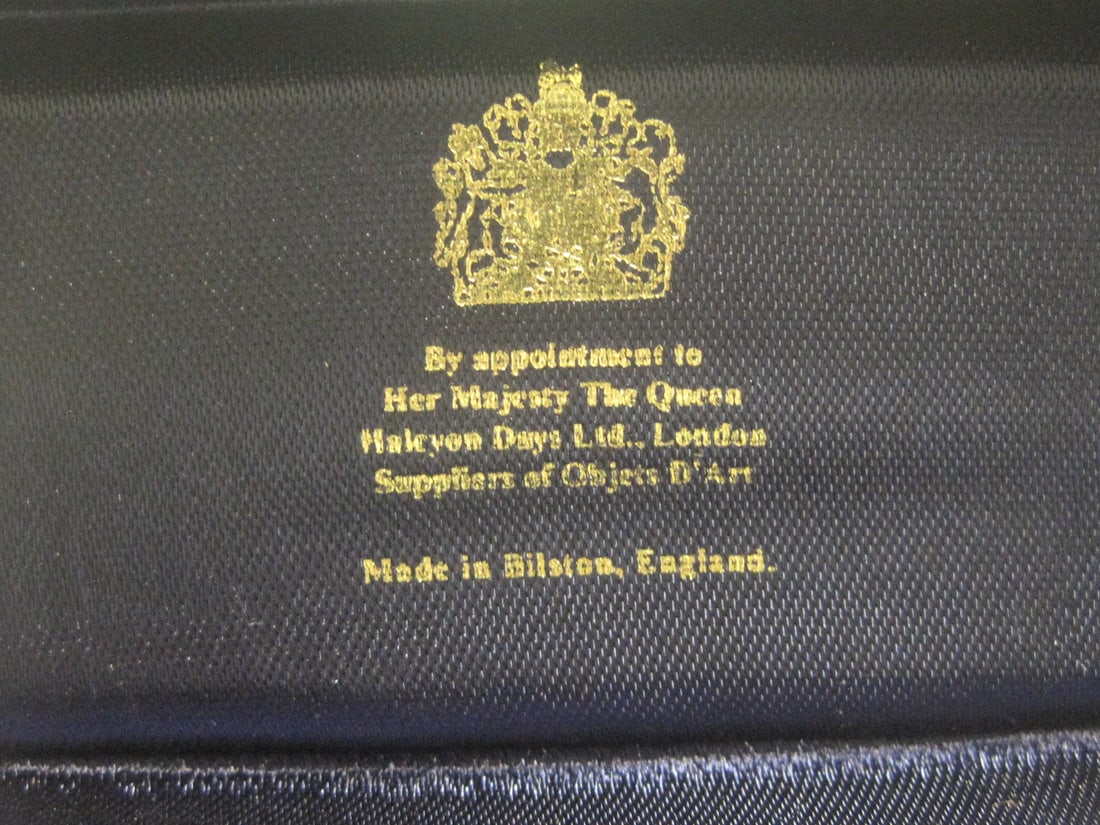 By appointment to
Her Majesty The Queen
Halcyon Days Ltd., London
Suppliers of Objets D'Art
Made in Bilston, England.